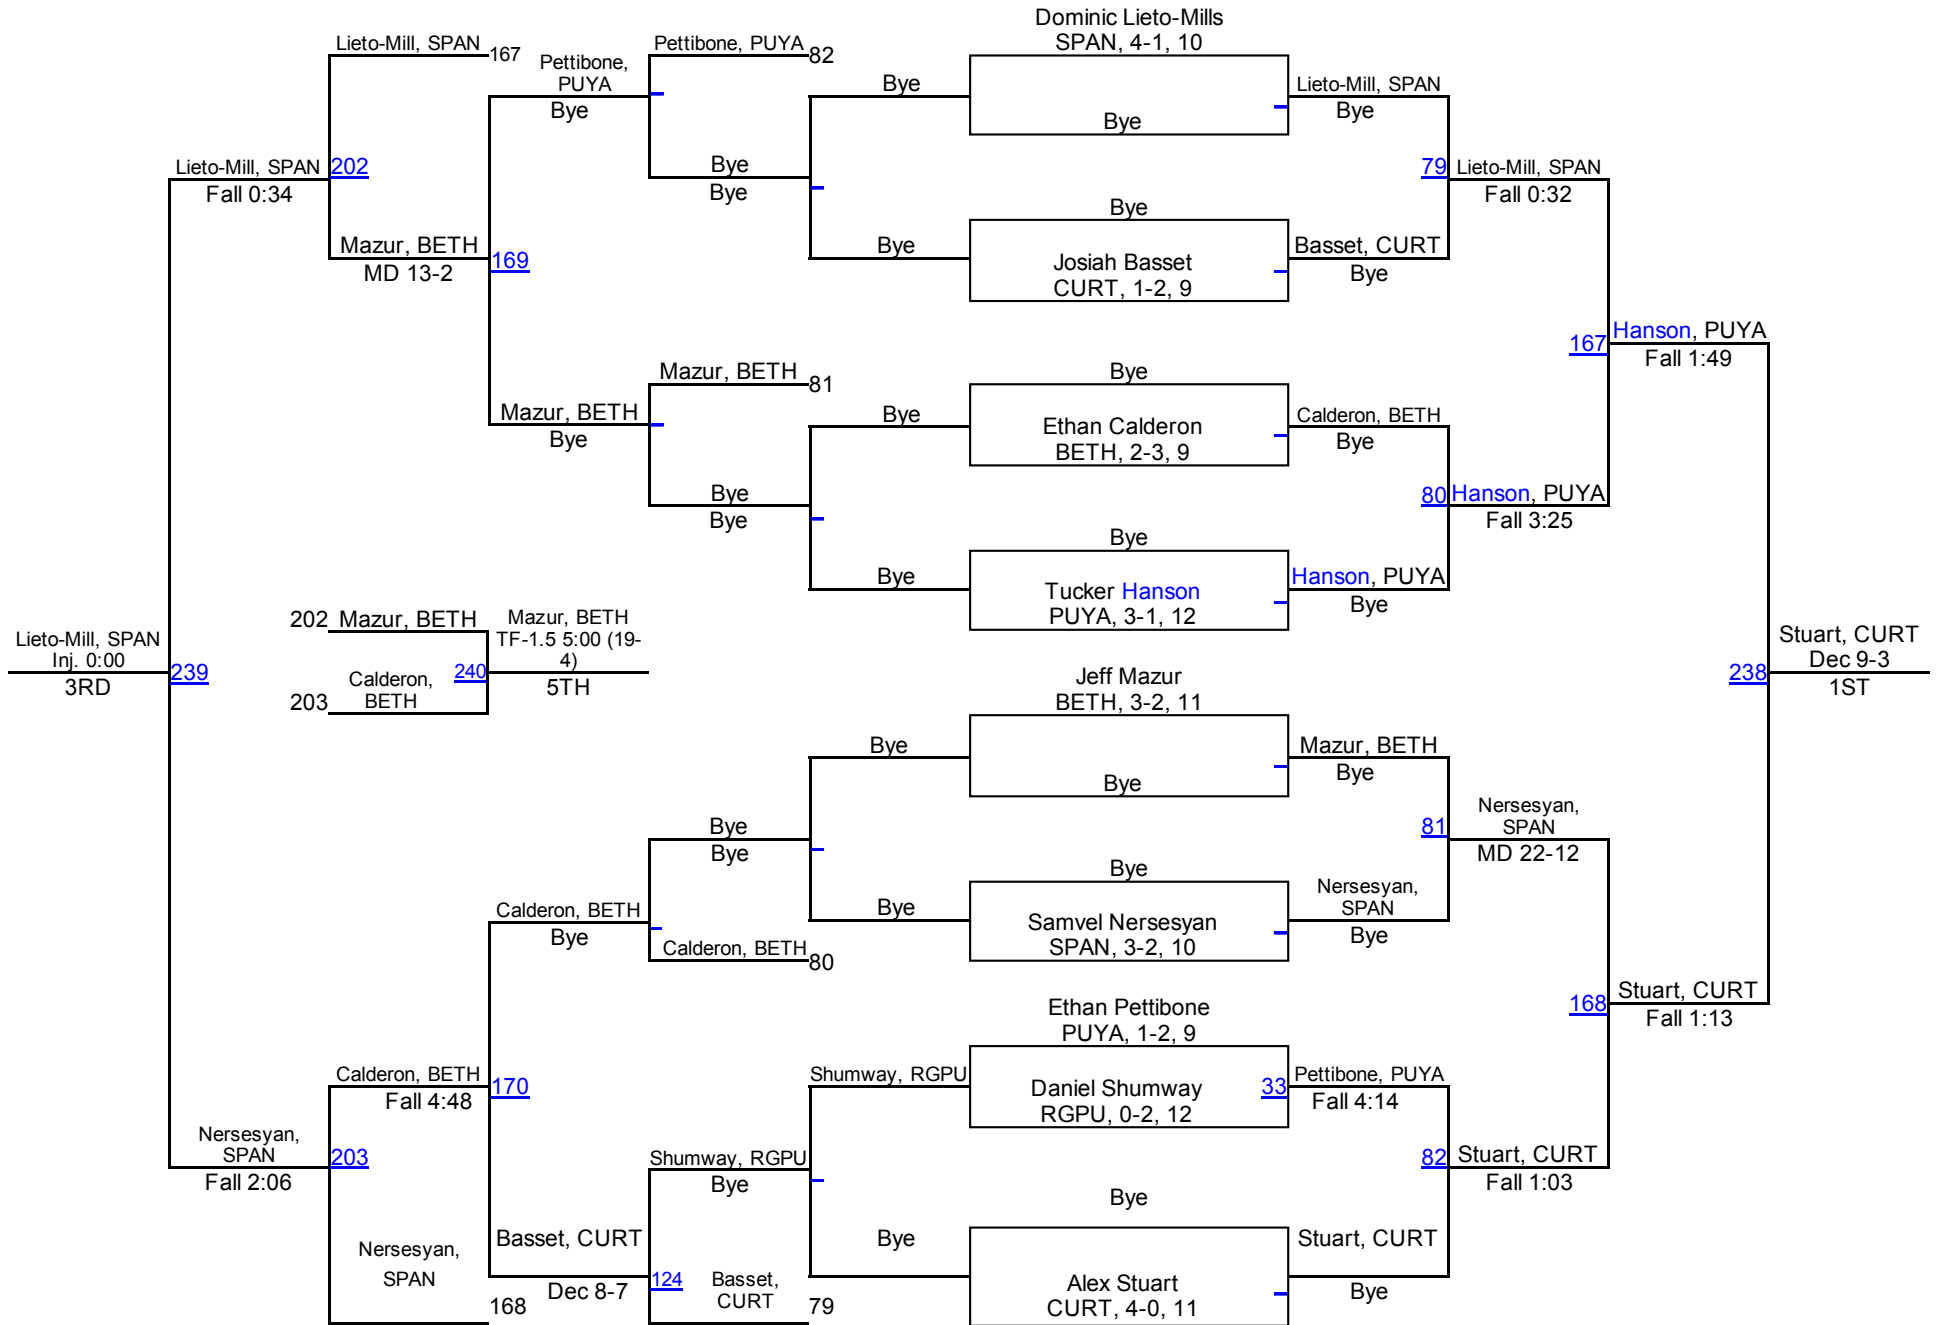 Dominic Lieto-Mills
SPAN, 4-1, 10
Lieto-Mill, SPAN
167
Pettibone,
PUYA
Bye
Pettibone, PUYA
82
Bye
Bye
Lieto-Mill, SPAN
Bye
Lieto-Mill, SPAN
Fall 0:34
202
Bye
Bye
79
Lieto-Mill, SPAN
Fall 0:32
Mazur, BETH
MD 13-2
169
Bye
Bye
Josiah Basset
CURT, 1-2, 9
Basset, CURT
Bye
167
Hanson, PUYA
Fall 1:49
Mazur, BETH
81
Mazur, BETH
Bye
Bye
Bye
Ethan Calderon
BETH, 2-3, 9
Calderon, BETH
Bye
Bye
Bye
80
Hanson, PUYA
Fall 3:25
Bye
Bye
Tucker Hanson
PUYA, 3-1, 12
Hanson, PUYA
Bye
Lieto-Mill, SPAN
Inj. 0:00
3RD
239
202
Mazur, BETH
203
Calderon,
BETH
240
Mazur, BETH
TF-1.5 5:00 (19-
4)
5TH
238
Stuart, CURT
Dec 9-3
1ST
Jeff Mazur
BETH, 3-2, 11
Bye
Bye
Mazur, BETH
Bye
Bye
Bye
81
Nersesyan,
SPAN
MD 22-12
Calderon, BETH
Bye
Calderon, BETH
80
Bye
Bye
Samvel Nersesyan
SPAN, 3-2, 10
Nersesyan,
SPAN
Bye
168
Stuart, CURT
Fall 1:13
Ethan Pettibone
PUYA, 1-2, 9
Calderon, BETH
Fall 4:48
170
Shumway, RGPU
Daniel Shumway
RGPU, 0-2, 12
33
Pettibone, PUYA
Fall 4:14
Nersesyan,
SPAN
Fall 2:06
203
Shumway, RGPU
Bye
82
Stuart, CURT
Fall 1:03
Nersesyan,
SPAN
168
Basset, CURT
Dec 8-7
124
Basset,
CURT
79
Bye
Bye
Alex Stuart
CURT, 4-0, 11
Stuart, CURT
Bye